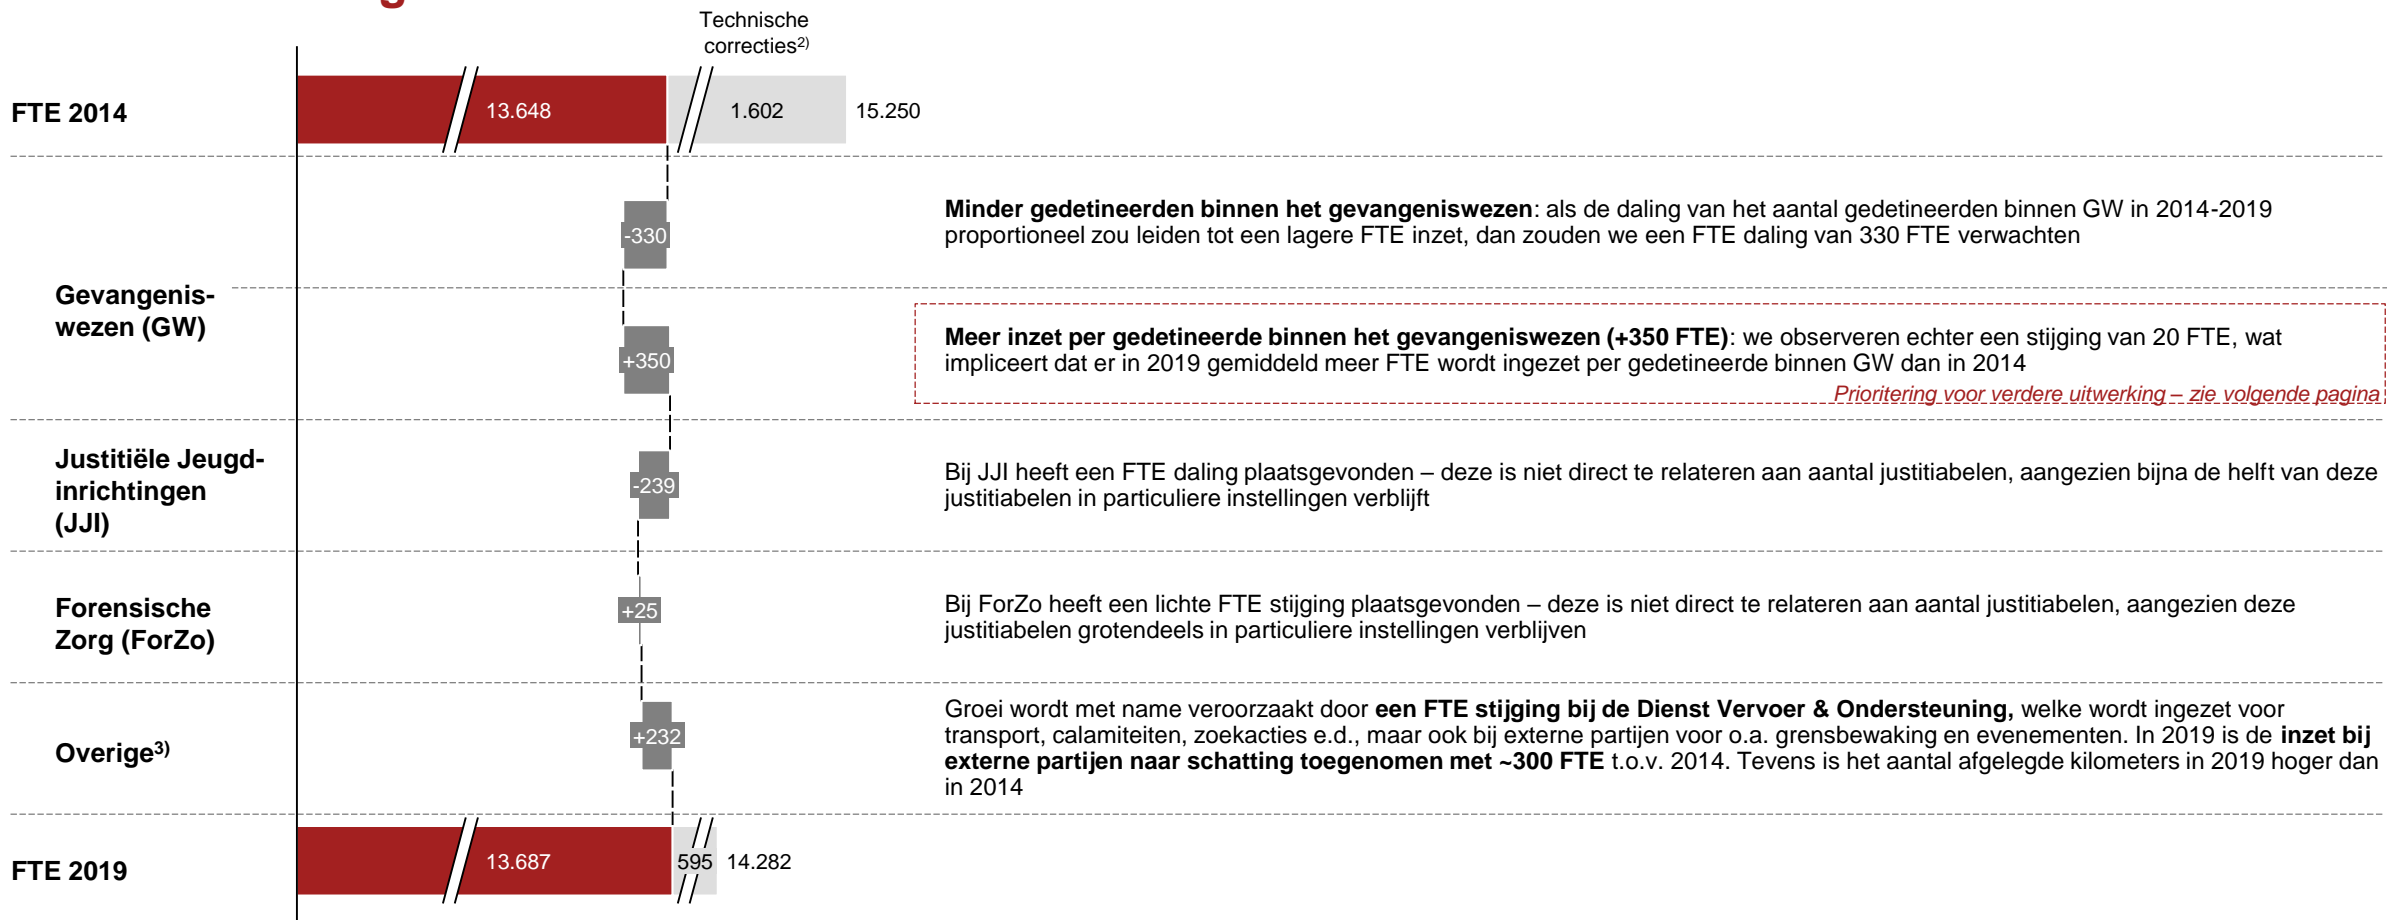 Technische
correcties2)
FTE 2014
13.648
1.602
15.250
Gevangenis-
wezen (GW)
-330
Minder gedetineerden binnen het gevangeniswezen: als de daling van het aantal gedetineerden binnen GW in 2014-2019
proportioneel zou leiden tot een lagere FTE inzet, dan zouden we een FTE daling van 330 FTE verwachten
+350
Meer inzet per gedetineerde binnen het gevangeniswezen (+350 FTE): we observeren echter een stijging van 20 FTE, wat
impliceert dat er in 2019 gemiddeld meer FTE wordt ingezet per gedetineerde binnen GW dan in 2014
Prioritering voor verdere uitwerking – zie volgende pagina
Justitiële Jeugd-
inrichtingen
(JJI)
-239
Bij JJI heeft een FTE daling plaatsgevonden – deze is niet direct te relateren aan aantal justitiabelen, aangezien bijna de helft van deze
justitiabelen in particuliere instellingen verblijft
Forensische
Zorg (ForZo)
+25
Bij ForZo heeft een lichte FTE stijging plaatsgevonden – deze is niet direct te relateren aan aantal justitiabelen, aangezien deze
justitiabelen grotendeels in particuliere instellingen verblijven
Overige3)
+232
Groei wordt met name veroorzaakt door een FTE stijging bij de Dienst Vervoer & Ondersteuning, welke wordt ingezet voor
transport, calamiteiten, zoekacties e.d., maar ook bij externe partijen voor o.a. grensbewaking en evenementen. In 2019 is de inzet bij
externe partijen naar schatting toegenomen met ~300 FTE t.o.v. 2014. Tevens is het aantal afgelegde kilometers in 2019 hoger dan
in 2014
FTE 2019
13.687
595
14.282